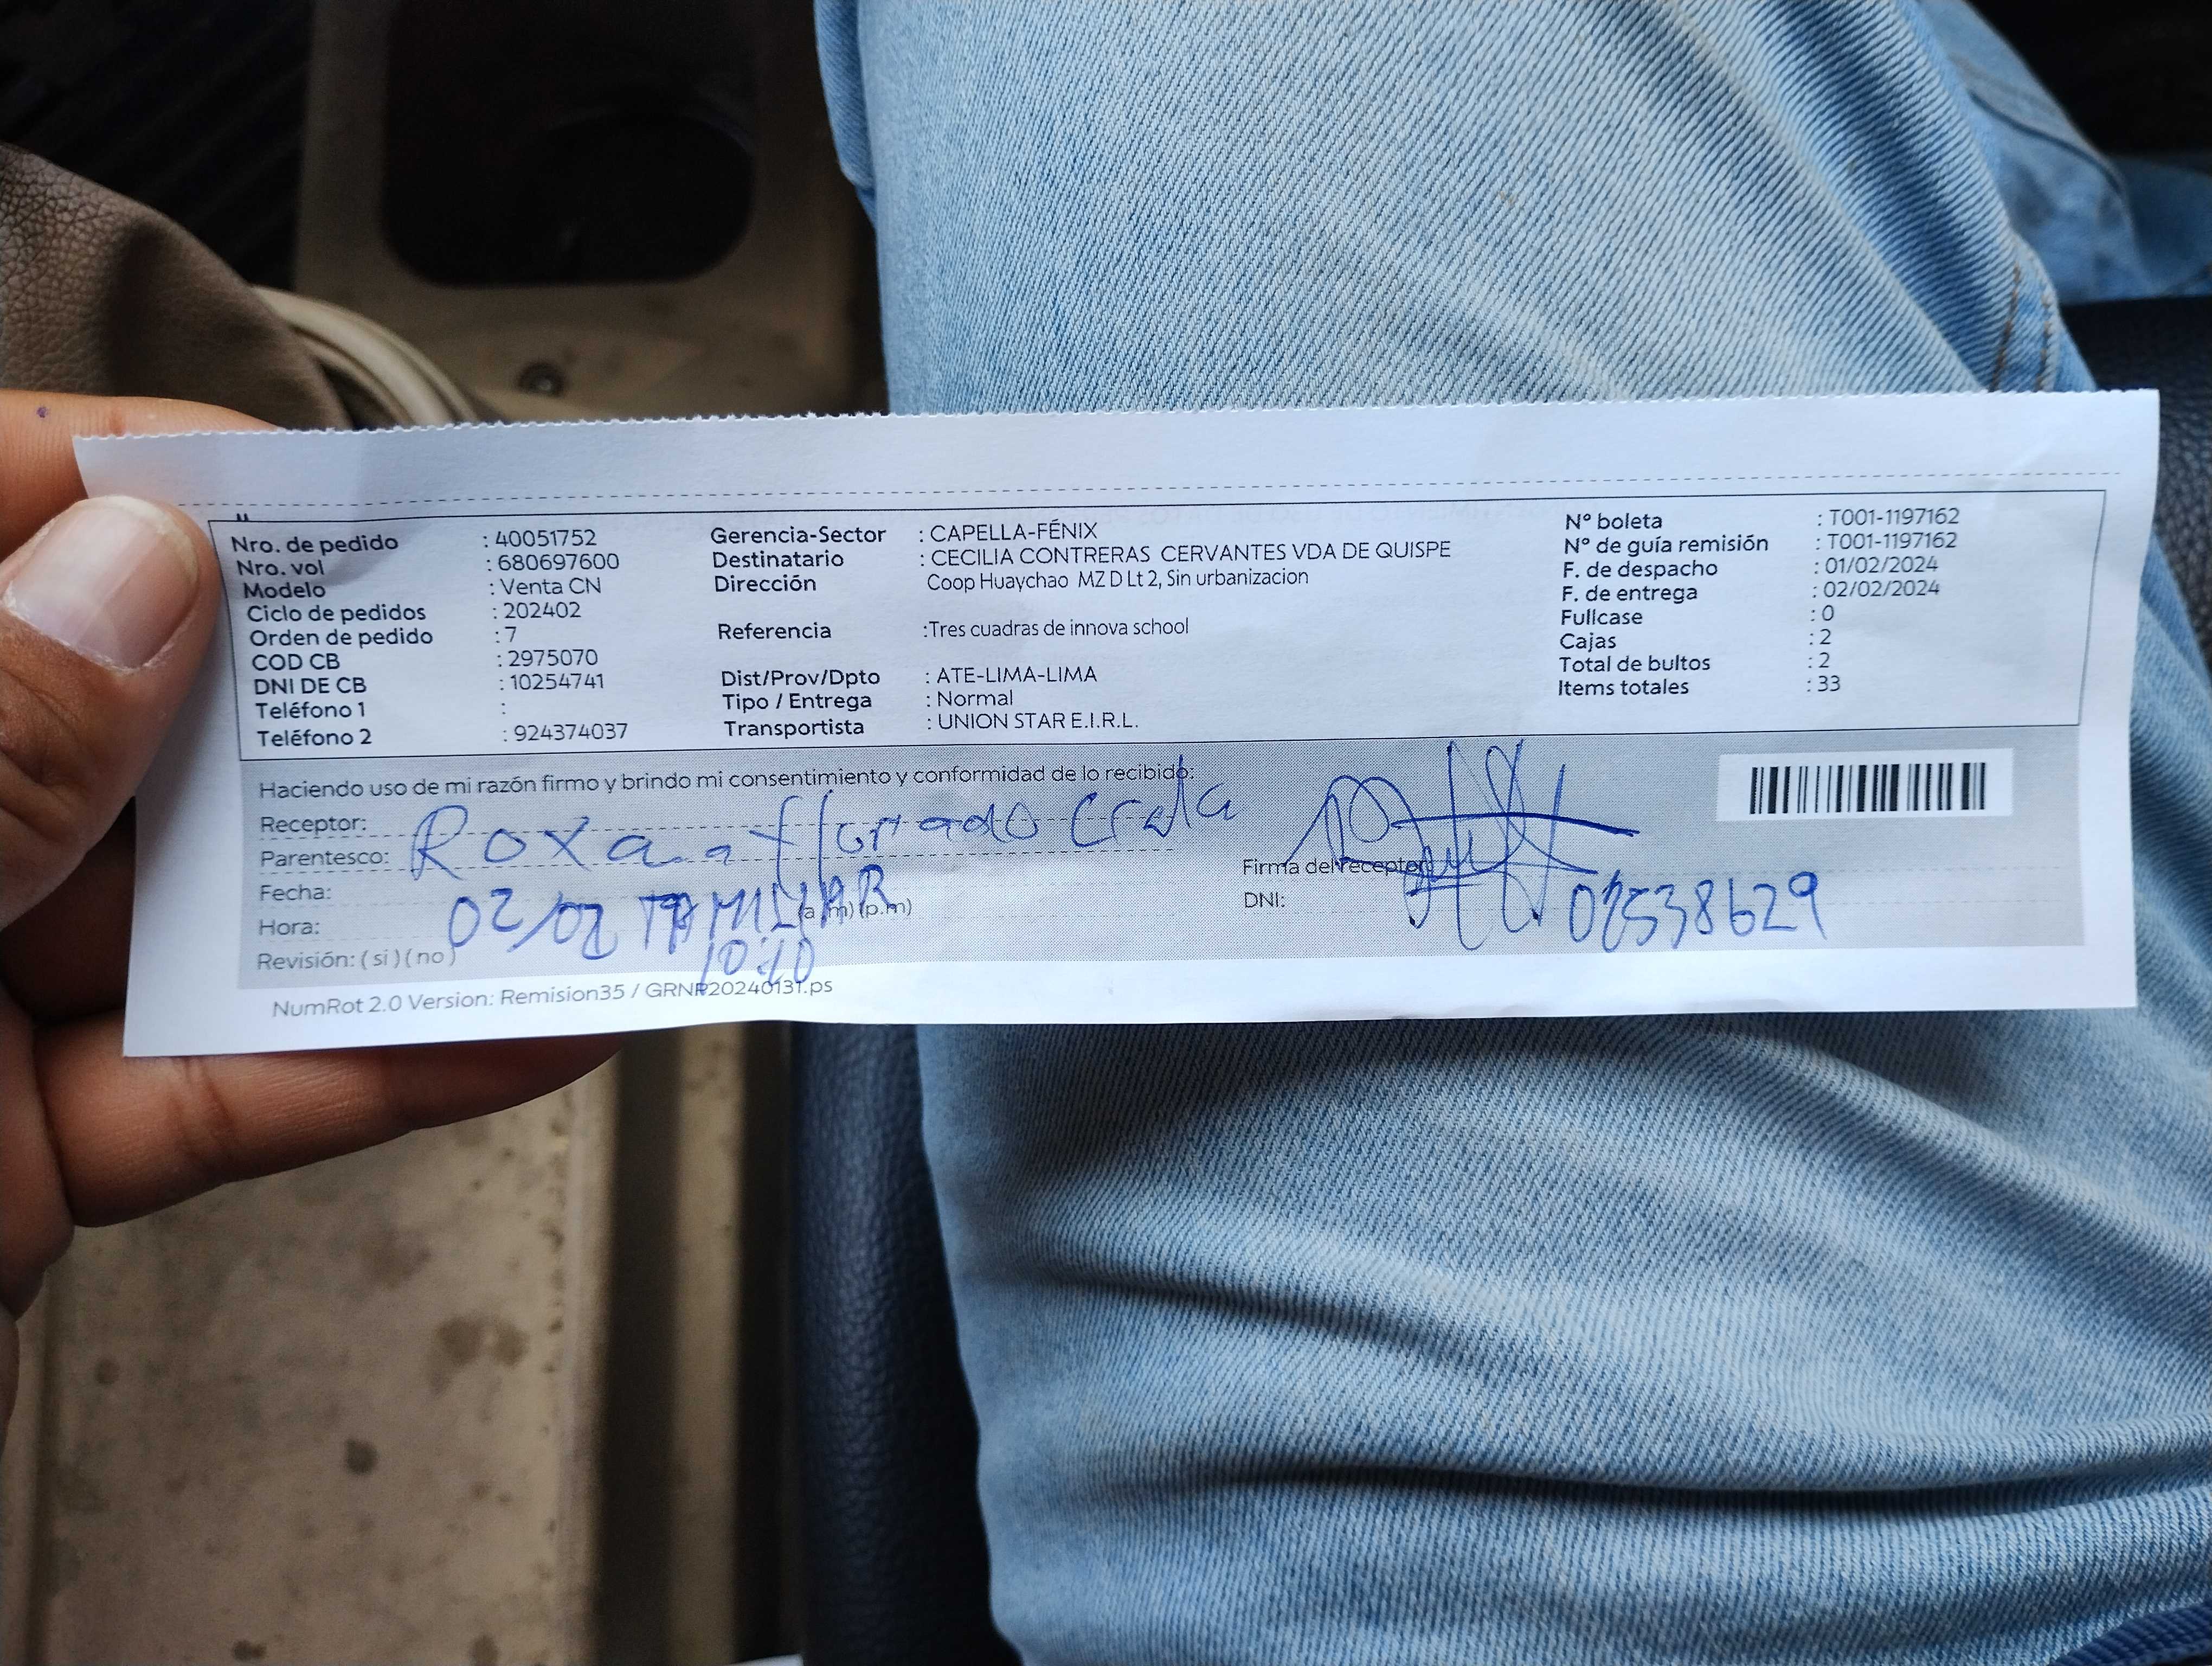 Nro. de pedido : 40051752
Nro. vol : 680697600
Modelo : Venta CN
Ciclo de pedidos : 202402
Orden de pedido : 7
COD CB : 2975070
DNI DE CB : 10254741
Teléfono 1 :
Teléfono 2 : 924374037
Gerencia-Sector : CAPELLA-FÉNIX
Destinatario : CECILIA CONTRERAS CERVANTES VDA DE QUISPE
Dirección Coop Huaychao MZ D Lt 2, Sin urbanizacion
Referencia :Tres cuadras de innova school
Dist/Prov/Dpto : ATE-LIMA-LIMA
Tipo / Entrega : Normal
Transportista : UNION STAR E.I.R.L.
Nº boleta : T001-1197162
Nº de guía remisión : T001-1197162
F. de despacho : 01/02/2024
F. de entrega : 02/02/2024
Fullcase : 0
Cajas : 2
Total de bultos : 2
Items totales : 33
Haciendo uso de mi razón firmo y brindo mi consentimiento y conformidad de lo recibido:
Receptor:
Parentesco: Roxana
Fecha:
Hora: 02/02 FAMILIAR (a.m) (p.m)
Revisión: ( si ) ( no ) 10:10
Firma del receptor
DNI:
NumRot 2.0 Version: Remision35 / GRNP20240131.ps